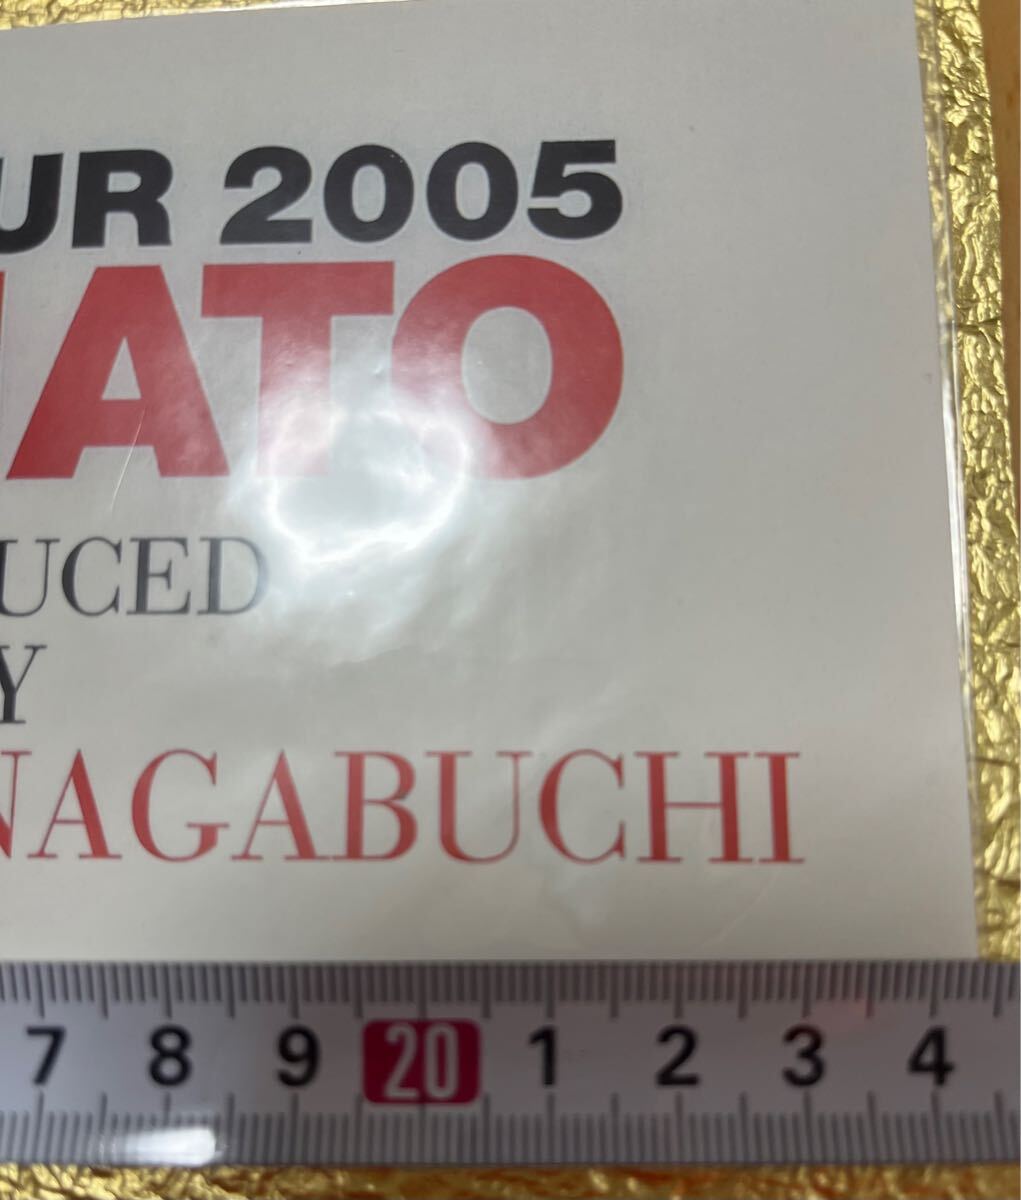 UR 2005
ATO
UCED
Y
NAGABUCHI
7 8 9 20 1 2 3 4